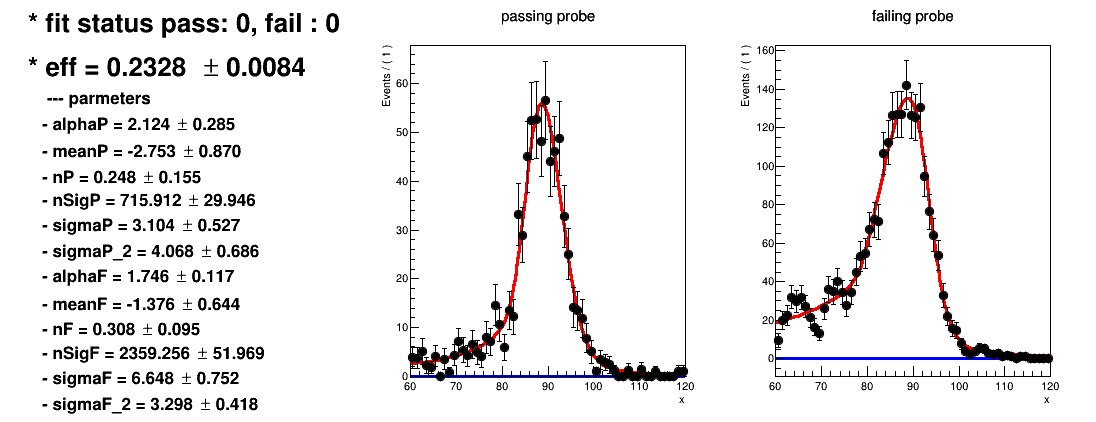 * fit status pass: 0, fail : 0
* eff = 0.2328 ± 0.0084
--- parmeters
- alphaP = 2.124 ± 0.285
- meanP = -2.753 ± 0.870
- nP = 0.248 ± 0.155
- nSigP = 715.912 ± 29.946
- sigmaP = 3.104 ± 0.527
- sigmaP_2 = 4.068 ± 0.686
- alphaF = 1.746 ± 0.117
- meanF = -1.376 ± 0.644
- nF = 0.308 ± 0.095
- nSigF = 2359.256 ± 51.969
- sigmaF = 6.648 ± 0.752
- sigmaF_2 = 3.298 ± 0.418
passing probe
Events / ( 1 )
60
50
40
30
20
10
0
60 70 80 90 100 110 120
x
failing probe
Events / ( 1 )
160
140
120
100
80
60
40
20
0
60 70 80 90 100 110 120
x